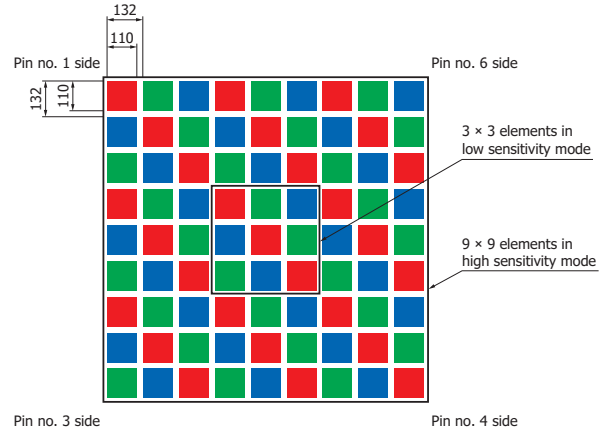 132
110
Pin no. 1 side
Pin no. 6 side
132
110
3 × 3 elements in
low sensitivity mode
9 × 9 elements in
high sensitivity mode
Pin no. 3 side
Pin no. 4 side